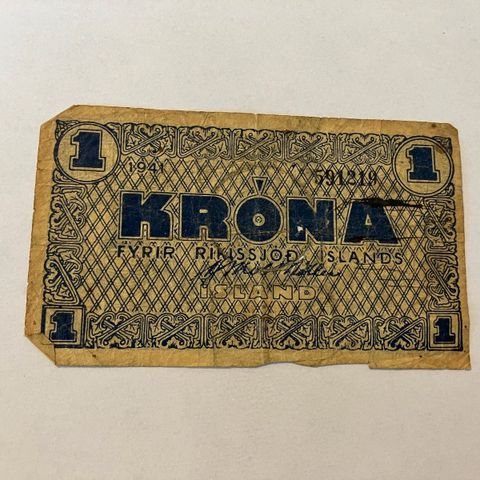 1 1
1941 591219
KRÓNA
FYRIR RÍKISSJÓÐ ÍSLANDS
ÍSLAND
1 1